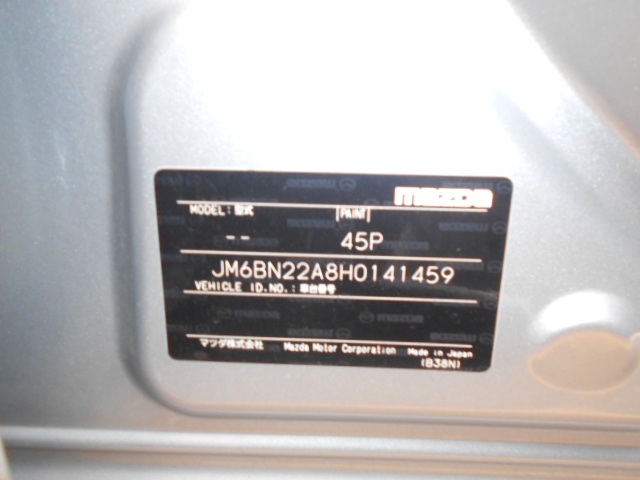 mazda
MODEL：型式 PAINT
-- 45P
JM6BN22A8H0141459
VEHICLE ID.NO.：車台番号
マツダ株式会社 Mazda Motor Corporation Made in Japan
(B38N)